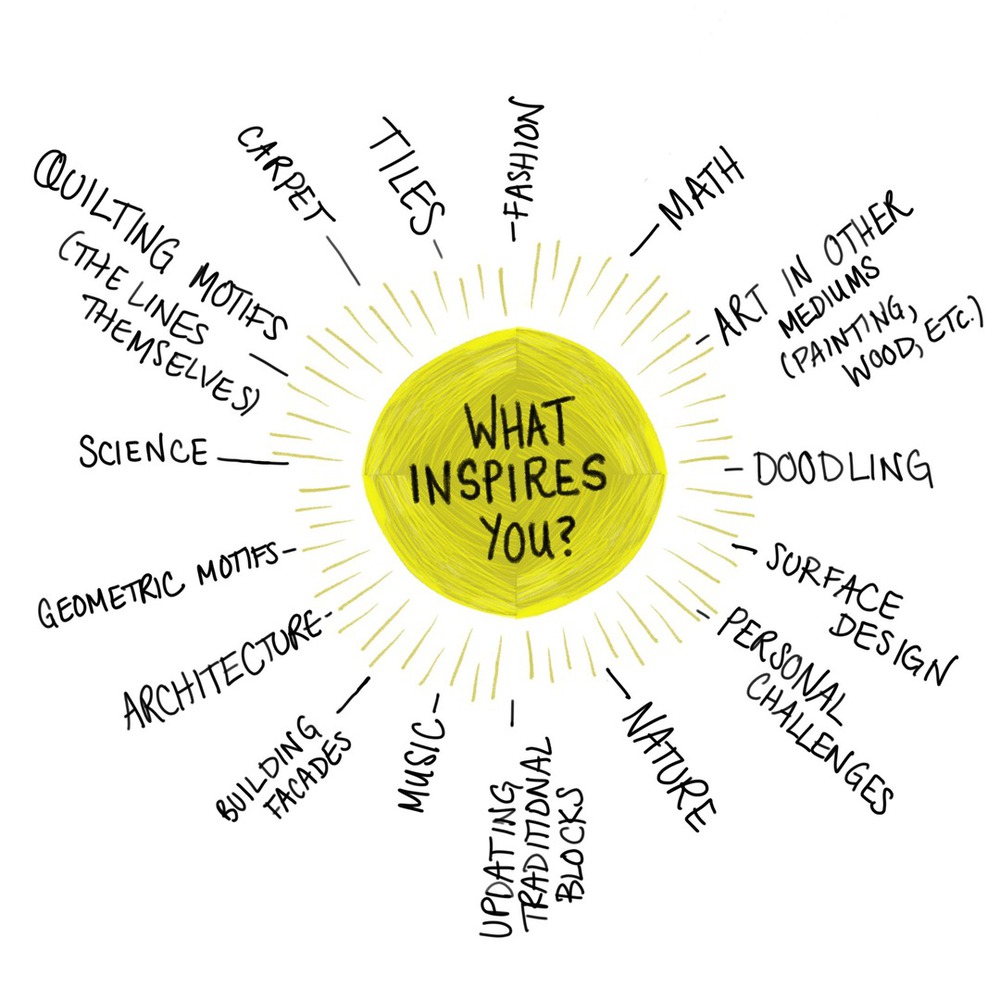 WHAT
INSPIRES
YOU?
FASHION
MATH
ART IN OTHER
MEDIUMS
(PAINTING,
WOOD, ETC.)
DOODLING
SURFACE
DESIGN
PERSONAL
CHALLENGES
NATURE
UPDATING
TRADITIONAL
BLOCKS
MUSIC
BUILDING
FACADES
ARCHITECTURE
GEOMETRIC MOTIFS
SCIENCE
QUILTING MOTIFS
(THE LINES
THEMSELVES)
CARPET
TILES